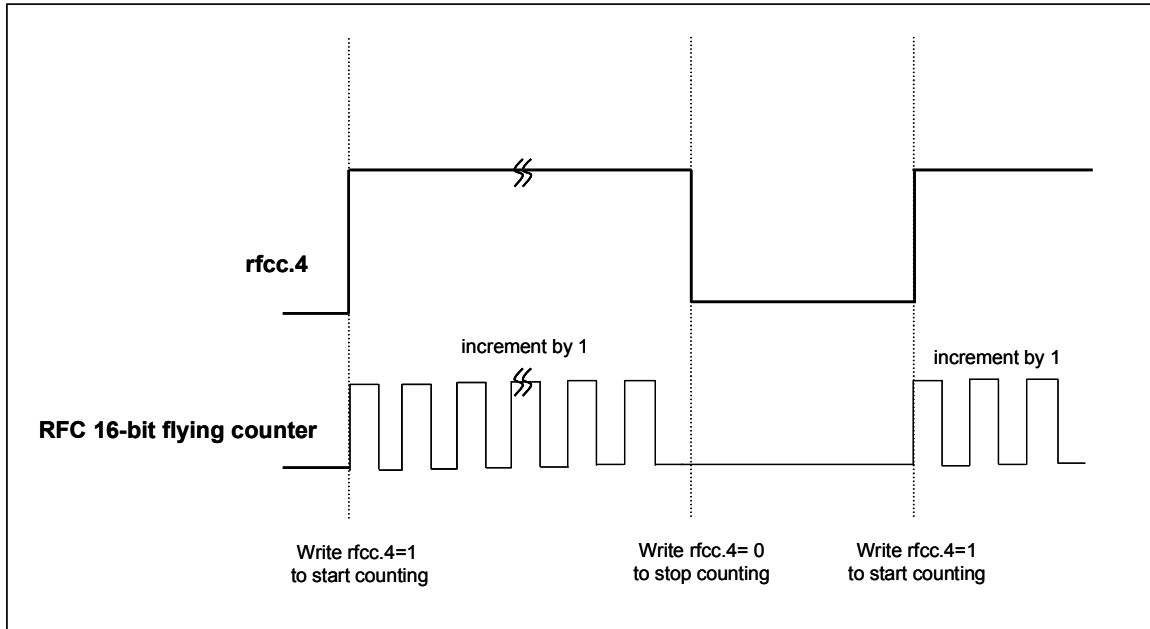 rfcc.4
increment by 1
increment by 1
RFC 16-bit flying counter
Write rfcc.4=1
to start counting
Write rfcc.4= 0
to stop counting
Write rfcc.4=1
to start counting